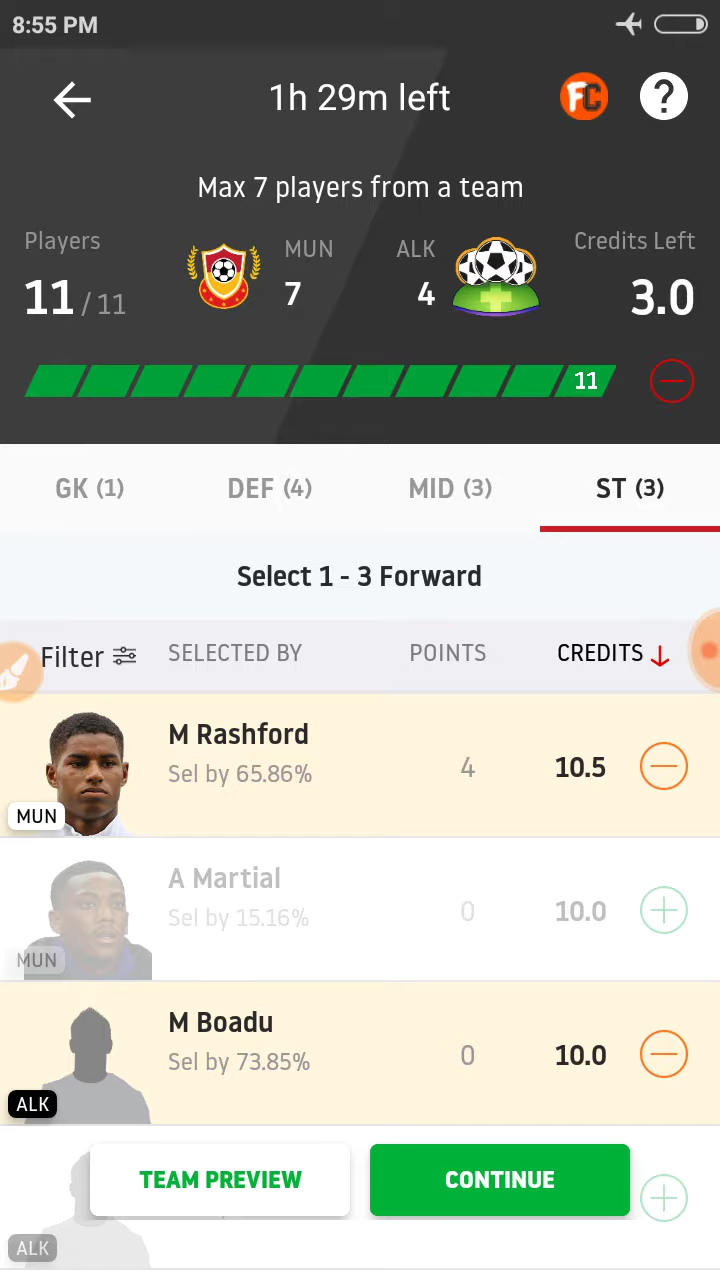 8:55 PM
1h 29m left
FC
?
Max 7 players from a team
Players
MUN
ALK
Credits Left
11 / 11
7
4
3.0
11
GK (1)
DEF (4)
MID (3)
ST (3)
Select 1 - 3 Forward
Filter
SELECTED BY
POINTS
CREDITS
M Rashford
Sel by 65.86%
4
10.5
MUN
A Martial
Sel by 15.16%
0
10.0
MUN
M Boadu
Sel by 73.85%
0
10.0
ALK
TEAM PREVIEW
CONTINUE
ALK